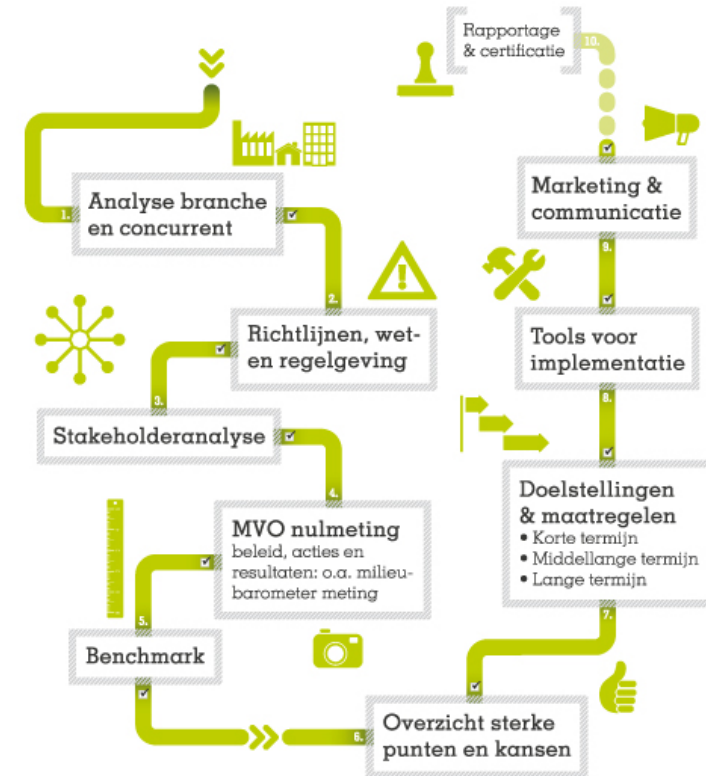 1.
Analyse branche
en concurrent
2.
Richtlijnen, wet-
en regelgeving
3.
Stakeholderanalyse
4.
MVO nulmeting
beleid, acties en
resultaten: o.a. milieu-
barometer meting
5.
Benchmark
6.
Overzicht sterke
punten en kansen
7.
Doelstellingen
& maatregelen
• Korte termijn
• Middellange termijn
• Lange termijn
8.
Tools voor
implementatie
9.
Marketing &
communicatie
10.
Rapportage
& certificatie